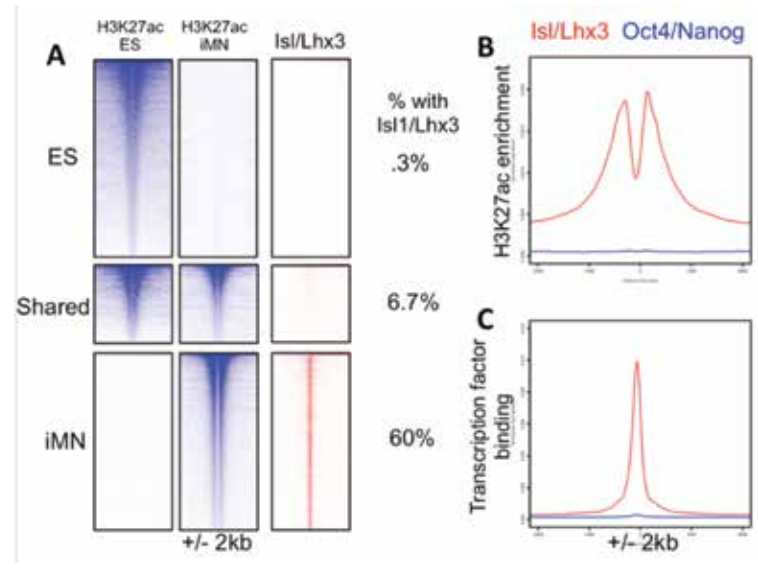 A
H3K27ac
ES
H3K27ac
iMN
Isl/Lhx3
% with
Isl1/Lhx3
ES
.3%
Shared
6.7%
iMN
60%
+/- 2kb
B
Isl/Lhx3 Oct4/Nanog
H3K27ac enrichment
C
Transcription factor
binding
+/- 2kb